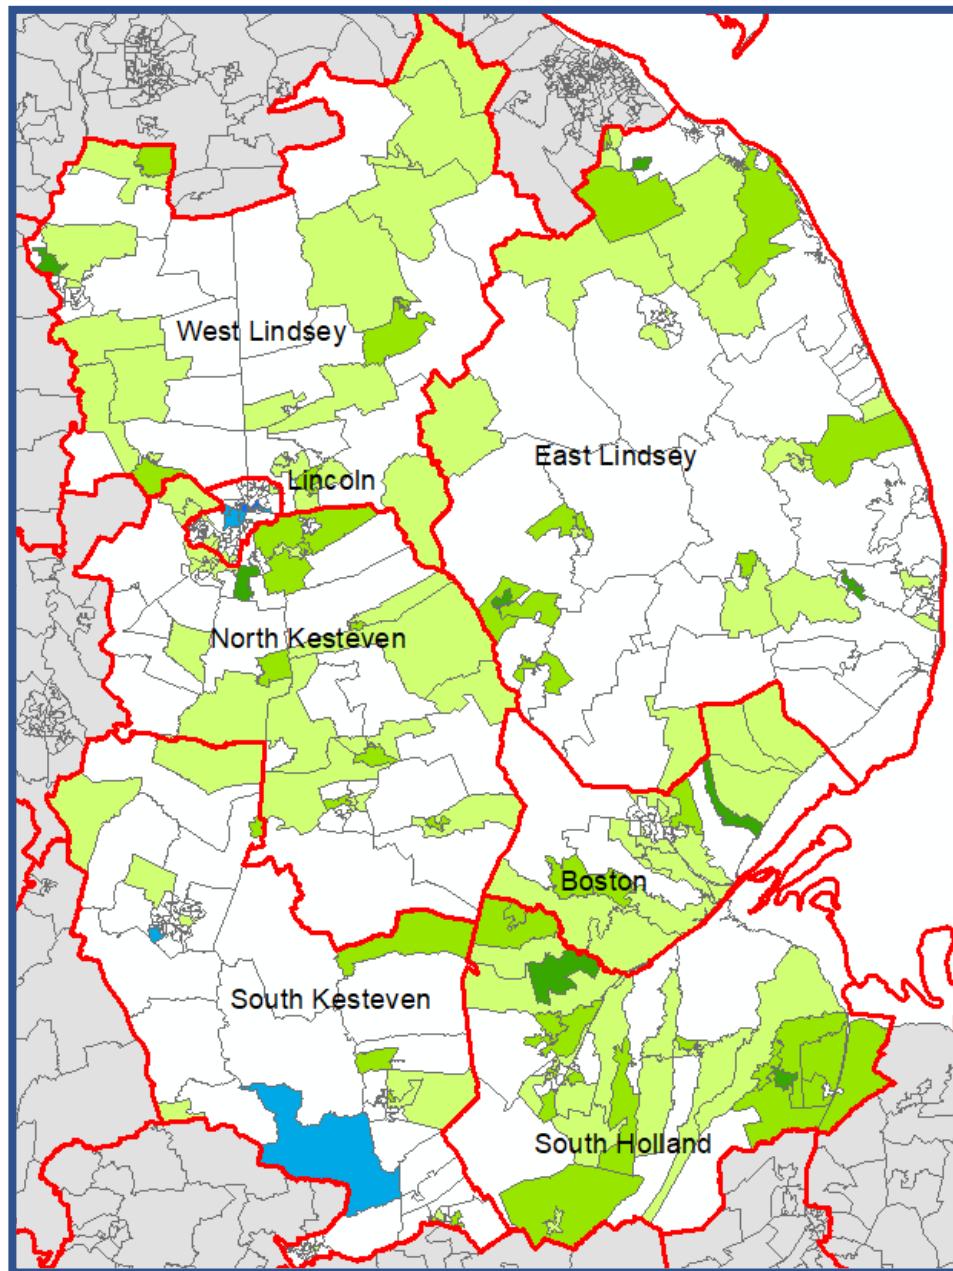 West Lindsey
East Lindsey
Lincoln
North Kesteven
Boston
South Kesteven
South Holland